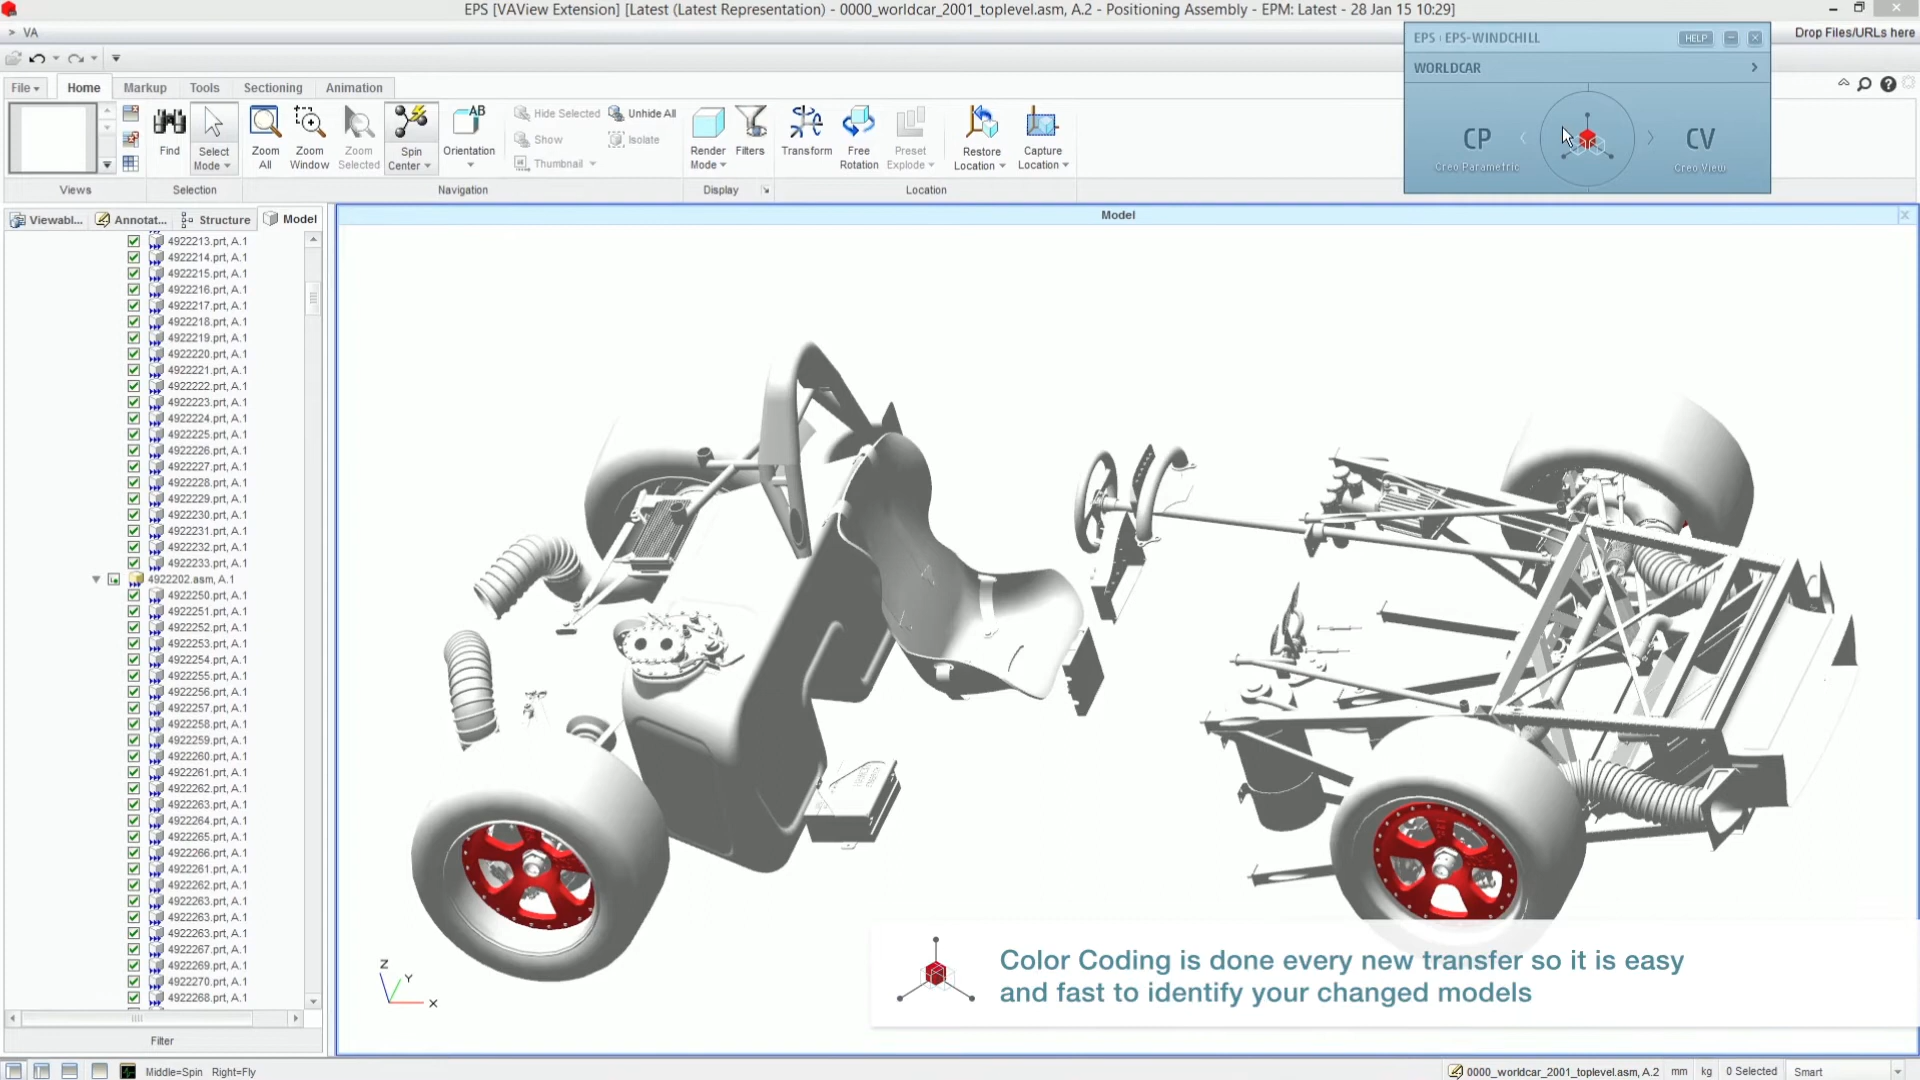 EPS [VAView Extension] [Latest (Latest Representation) - 0000_worldcar_2001_toplevel.asm, A.2 - Positioning Assembly - EPM: Latest - 28 Jan 15 10:29]
> VA
Drop Files/URLs here
EPS : EPS-WINDCHILL
HELP
WORLDCAR
CP
Creo Parametric
CV
Creo View
File
Home
Markup
Tools
Sectioning
Animation
Find
Select Mode
Zoom All
Zoom Window
Zoom Selected
Spin Center
Orientation
Hide Selected
Unhide All
Show
Isolate
Thumbnail
Render Mode
Filters
Transform
Free Rotation
Preset Explode
Restore Location
Capture Location
Views
Selection
Navigation
Display
Location
Viewabl...
Annotat...
Structure
Model
Model
4922213.prt, A.1
4922214.prt, A.1
4922215.prt, A.1
4922216.prt, A.1
4922217.prt, A.1
4922218.prt, A.1
4922219.prt, A.1
4922220.prt, A.1
4922221.prt, A.1
4922222.prt, A.1
4922223.prt, A.1
4922224.prt, A.1
4922225.prt, A.1
4922226.prt, A.1
4922227.prt, A.1
4922228.prt, A.1
4922229.prt, A.1
4922230.prt, A.1
4922231.prt, A.1
4922232.prt, A.1
4922233.prt, A.1
4922202.asm, A.1
4922250.prt, A.1
4922251.prt, A.1
4922252.prt, A.1
4922253.prt, A.1
4922254.prt, A.1
4922255.prt, A.1
4922256.prt, A.1
4922257.prt, A.1
4922258.prt, A.1
4922259.prt, A.1
4922260.prt, A.1
4922261.prt, A.1
4922262.prt, A.1
4922263.prt, A.1
4922264.prt, A.1
4922265.prt, A.1
4922266.prt, A.1
4922261.prt, A.1
4922262.prt, A.1
4922263.prt, A.1
4922263.prt, A.1
4922263.prt, A.1
4922267.prt, A.1
4922269.prt, A.1
4922270.prt, A.1
4922268.prt, A.1
Filter
Z
Y
X
Color Coding is done every new transfer so it is easy
and fast to identify your changed models
Middle=Spin Right=Fly
0000_worldcar_2001_toplevel.asm, A.2 mm kg 0 Selected Smart